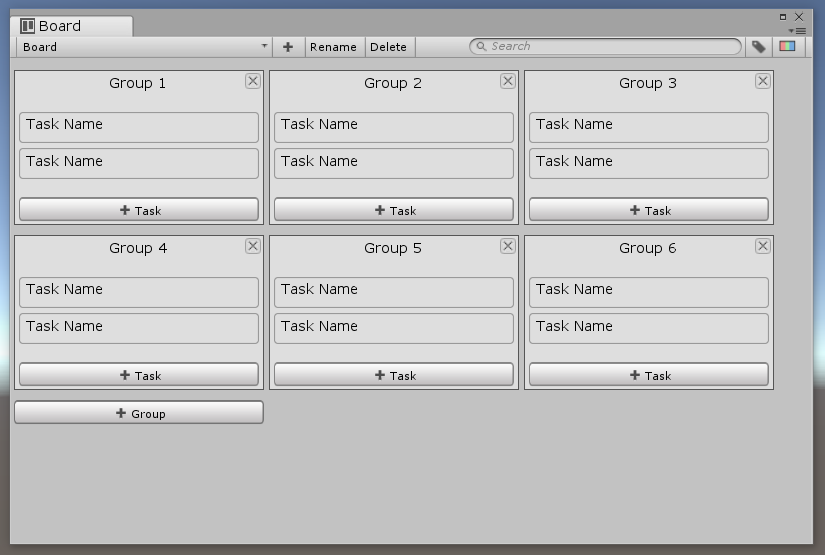 Board
Board
Rename
Delete
Search
Group 1
Group 2
Group 3
Task Name
Task Name
Task Name
Task Name
Task Name
Task Name
+ Task
+ Task
+ Task
Group 4
Group 5
Group 6
Task Name
Task Name
Task Name
Task Name
Task Name
Task Name
+ Task
+ Task
+ Task
+ Group